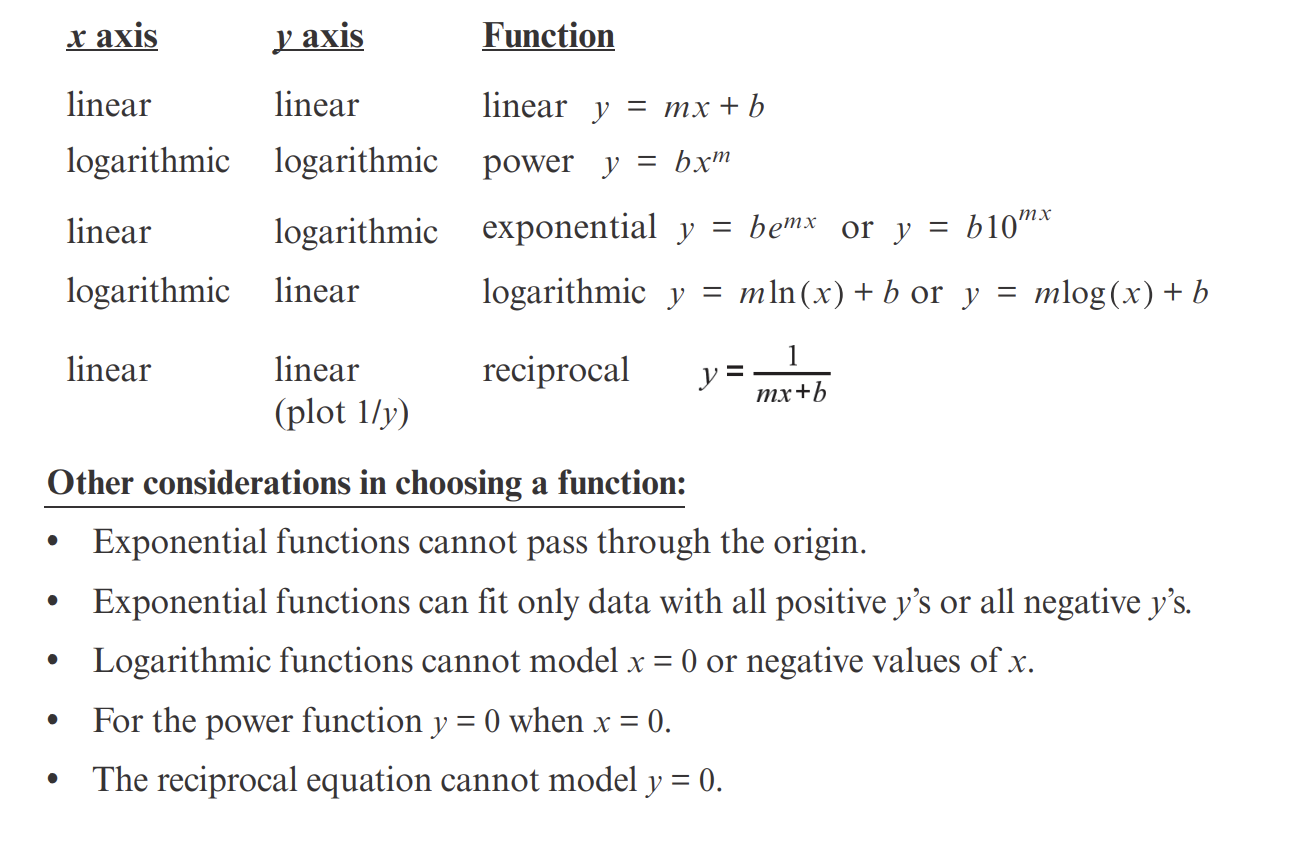 x axis y axis Function
linear linear linear y = mx + b
logarithmic logarithmic power y = bx^m
linear logarithmic exponential y = be^{mx} or y = b10^{mx}
logarithmic linear logarithmic y = mln(x) + b or y = mlog(x) + b
linear linear reciprocal y = 1/(mx+b)
(plot 1/y)
Other considerations in choosing a function:
• Exponential functions cannot pass through the origin.
• Exponential functions can fit only data with all positive y’s or all negative y’s.
• Logarithmic functions cannot model x = 0 or negative values of x.
• For the power function y = 0 when x = 0.
• The reciprocal equation cannot model y = 0.